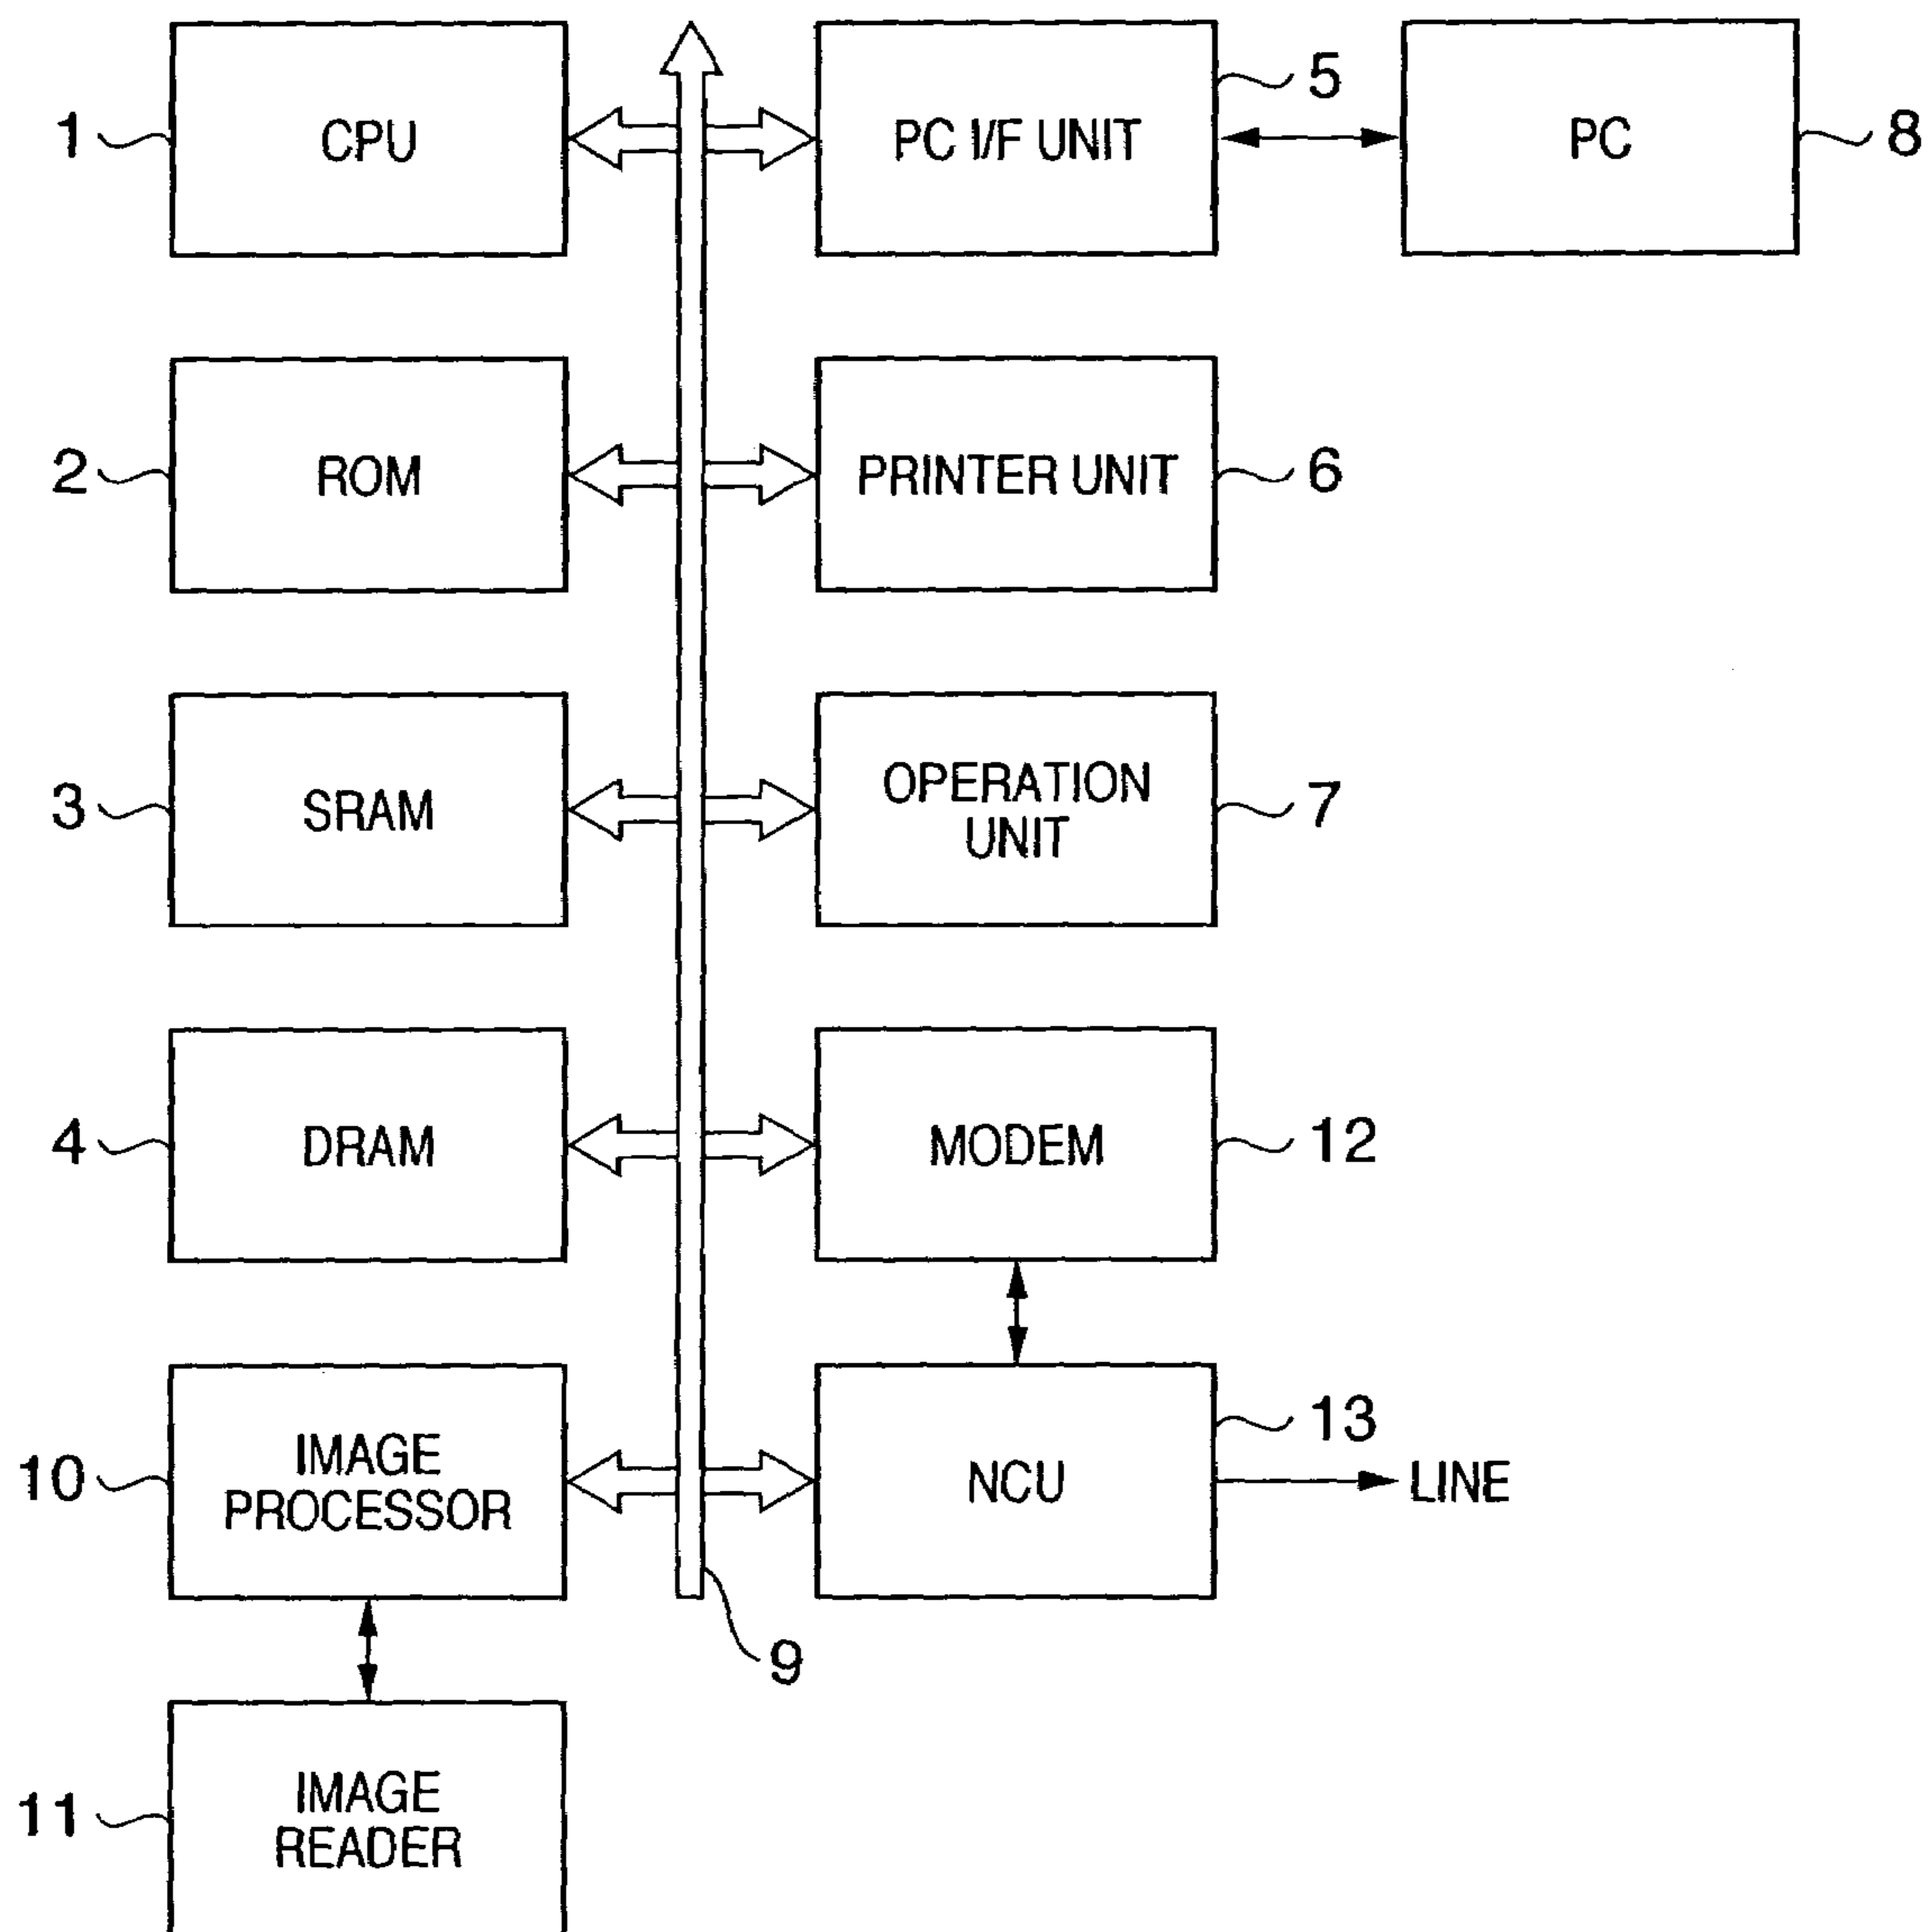 1
CPU
PC I/F UNIT
5
PC
8
2
ROM
PRINTER UNIT
6
3
SRAM
OPERATION
UNIT
7
4
DRAM
MODEM
12
10
IMAGE
PROCESSOR
NCU
13
LINE
9
11
IMAGE
READER